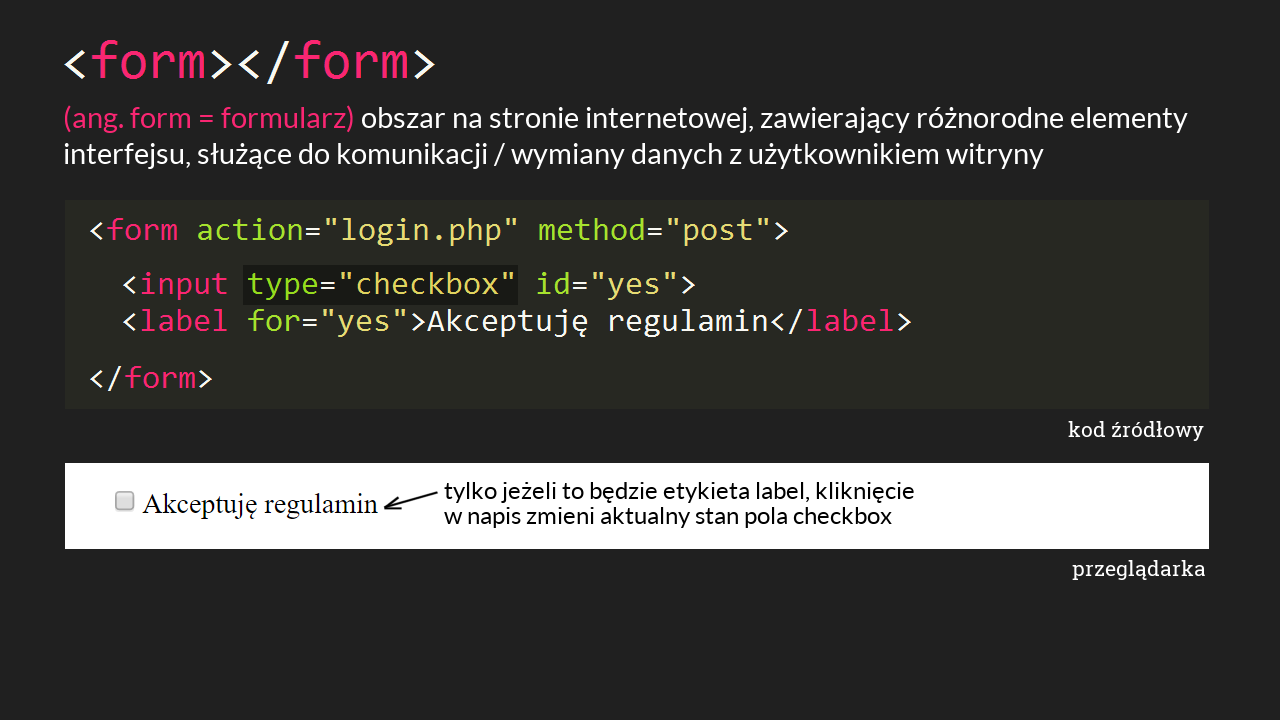 <form></form>
(ang. form = formularz) obszar na stronie internetowej, zawierający różnorodne elementy
interfejsu, służące do komunikacji / wymiany danych z użytkownikiem witryny
<form action="login.php" method="post">
<input type="checkbox" id="yes">
<label for="yes">Akceptuję regulamin</label>
</form>
kod źródłowy
Akceptuję regulamin
tylko jeżeli to będzie etykieta label, kliknięcie
w napis zmieni aktualny stan pola checkbox
przeglądarka